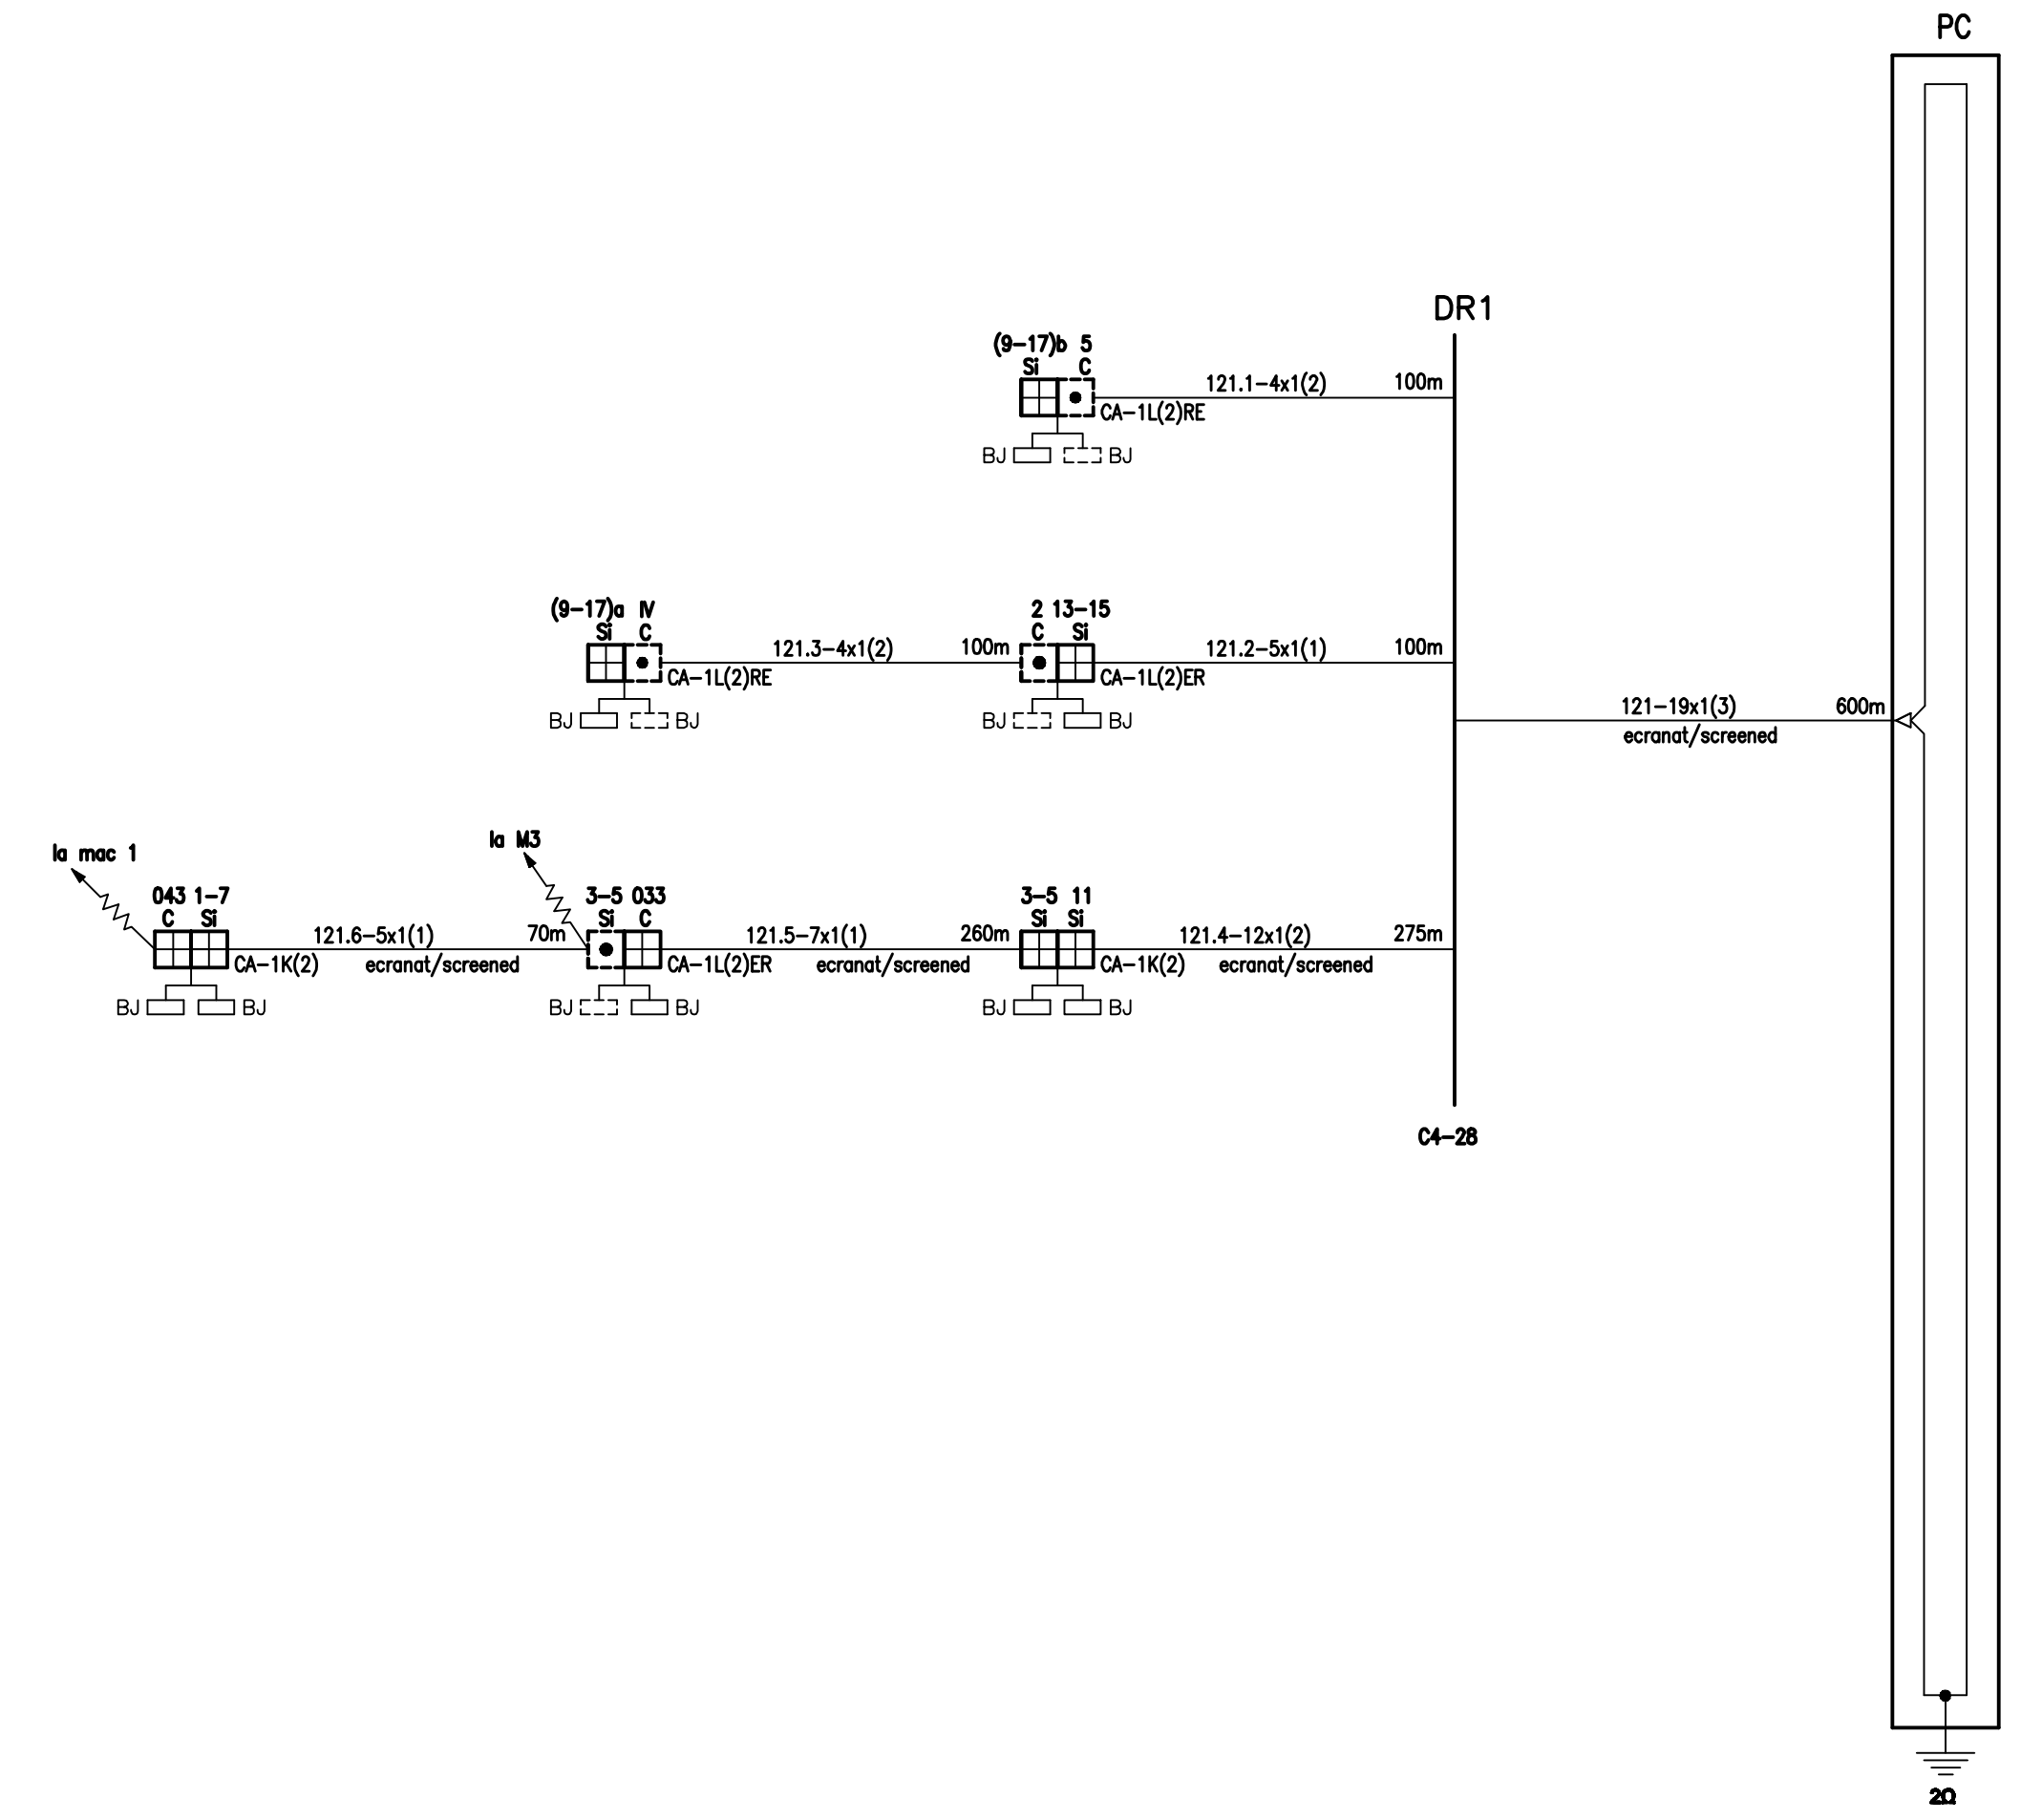 PC
DR1
(9-17)b 5
Si C
121.1-4x1(2) 100m
CA-1L(2)RE
BJ BJ
(9-17)a IV
Si C
121.3-4x1(2) 100m
CA-1L(2)RE
BJ BJ
2 13-15
C Si
121.2-5x1(1) 100m
CA-1L(2)ER
BJ BJ
121-19x1(3) 600m
ecranat/screened
la mac 1
043 1-7
C Si
121.6-5x1(1) 70m
CA-1K(2) ecranat/screened
BJ BJ
la M3
3-5 033
Si C
121.5-7x1(1) 260m
CA-1L(2)ER ecranat/screened
BJ BJ
3-5 11
Si Si
121.4-12x1(2) 275m
CA-1K(2) ecranat/screened
BJ BJ
C4-28
2Ω